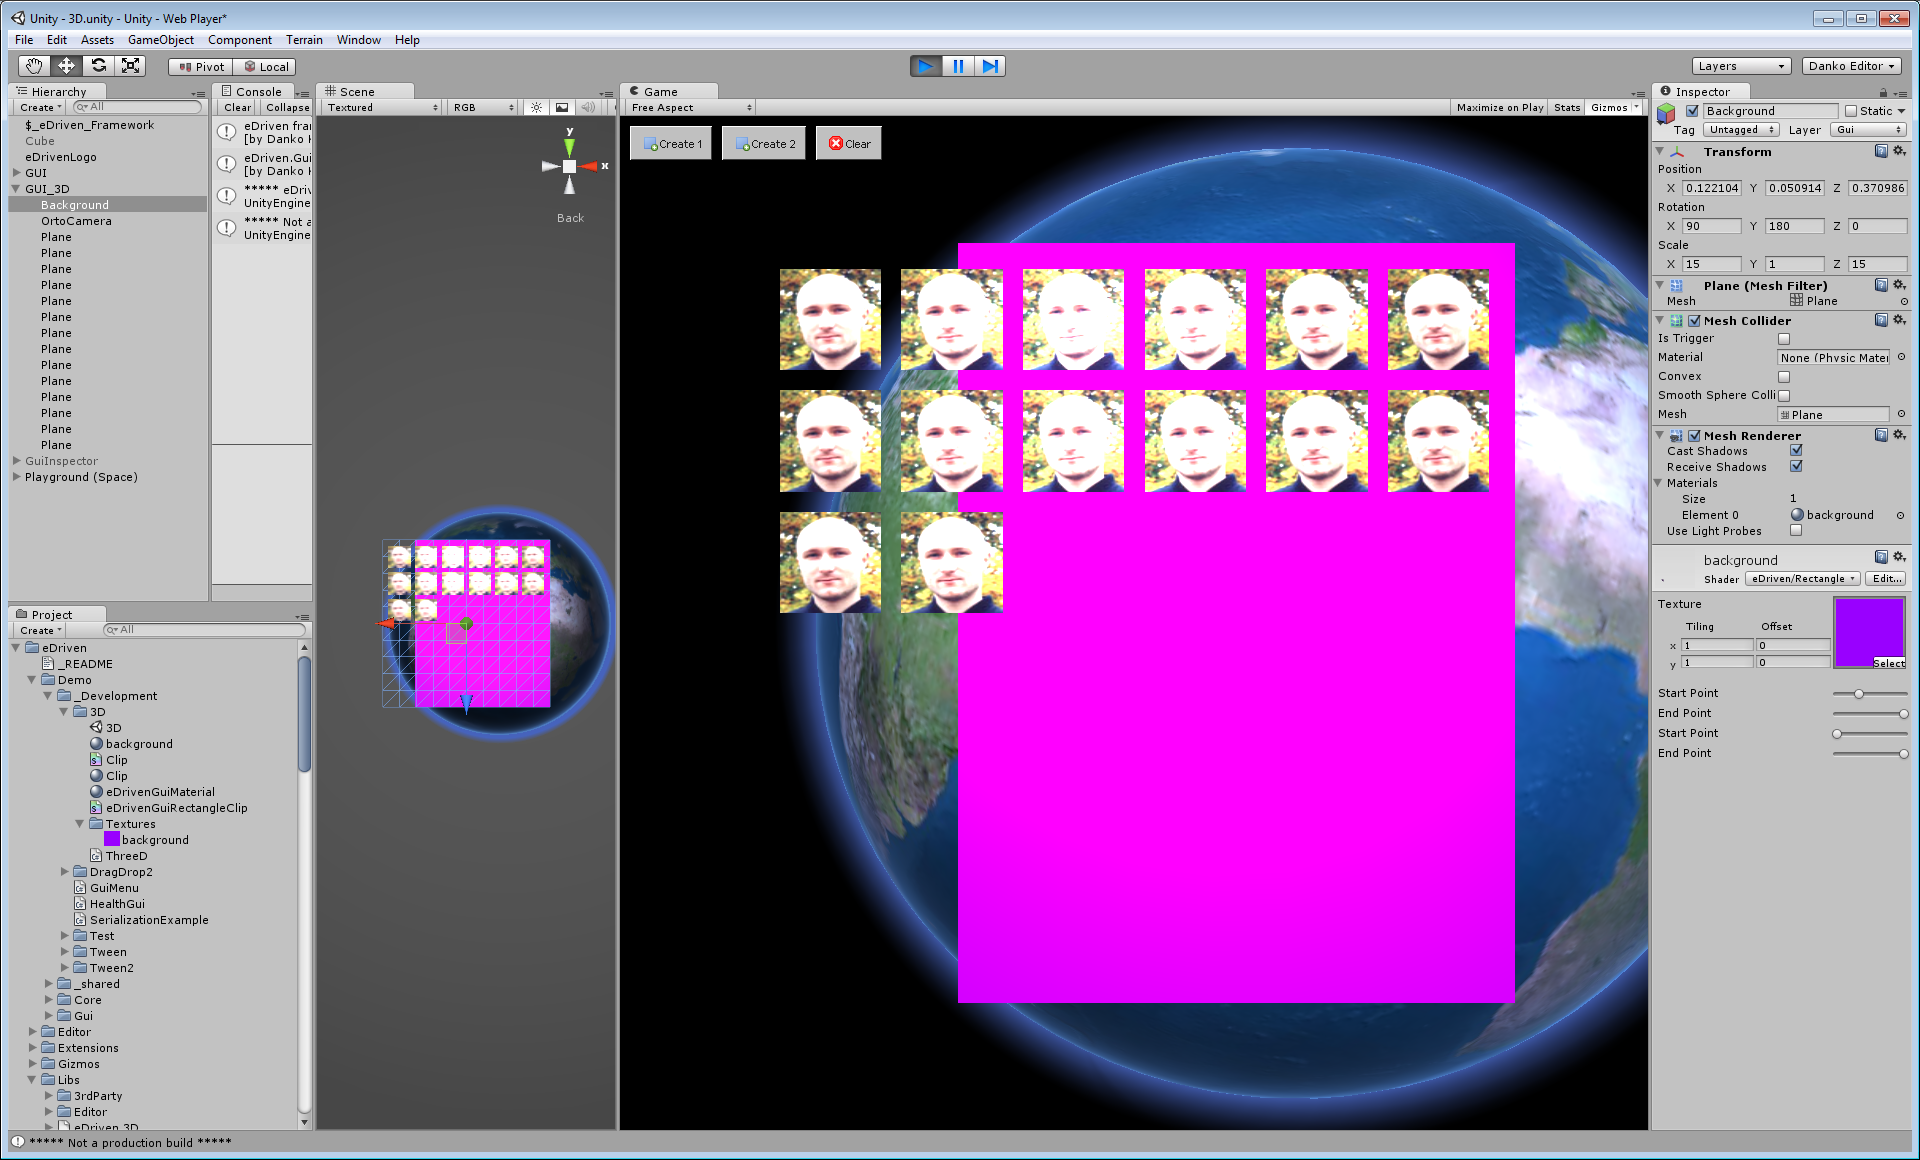 Unity - 3D.unity - Unity - Web Player*
File Edit Assets GameObject Component Terrain Window Help
Pivot Local
Layers Danko Editor
Hierarchy
Create All
$_eDriven_Framework
Cube
eDrivenLogo
GUI
GUI_3D
Background
OrtoCamera
Plane
Plane
Plane
Plane
Plane
Plane
Plane
Plane
Plane
Plane
Plane
Plane
Plane
Plane
GuiInspector
Playground (Space)
Console
Clear Collapse
eDriven fra
[by Danko
eDriven.Gui
[by Danko
***** eDriv
UnityEngine
***** Not a
UnityEngine
Project
Create All
eDriven
_README
Demo
_Development
3D
3D
background
Clip
Clip
eDrivenGuiMaterial
eDrivenGuiRectangleClip
Textures
background
ThreeD
DragDrop2
GuiMenu
HealthGui
SerializationExample
Test
Tween
Tween2
_shared
Core
Gui
Editor
Extensions
Gizmos
Libs
3rdParty
Editor
eDriven.3D
Scene
Textured RGB
y
x
Back
Game
Free Aspect Maximize on Play Stats Gizmos
Create 1 Create 2 Clear
Inspector
Background Static
Tag Untagged Layer Gui
Transform
Position
X 0.122104 Y 0.050914 Z 0.370986
Rotation
X 90 Y 180 Z 0
Scale
X 15 Y 1 Z 15
Plane (Mesh Filter)
Mesh Plane
Mesh Collider
Is Trigger
Material None (Physic Mater
Convex
Smooth Sphere Colli
Mesh Plane
Mesh Renderer
Cast Shadows
Receive Shadows
Materials
Size 1
Element 0 background
Use Light Probes
background
Shader eDriven/Rectangle Edit...
Texture
Tiling Offset
x 1 0
y 1 0
Select
Start Point
End Point
Start Point
End Point
***** Not a production build *****